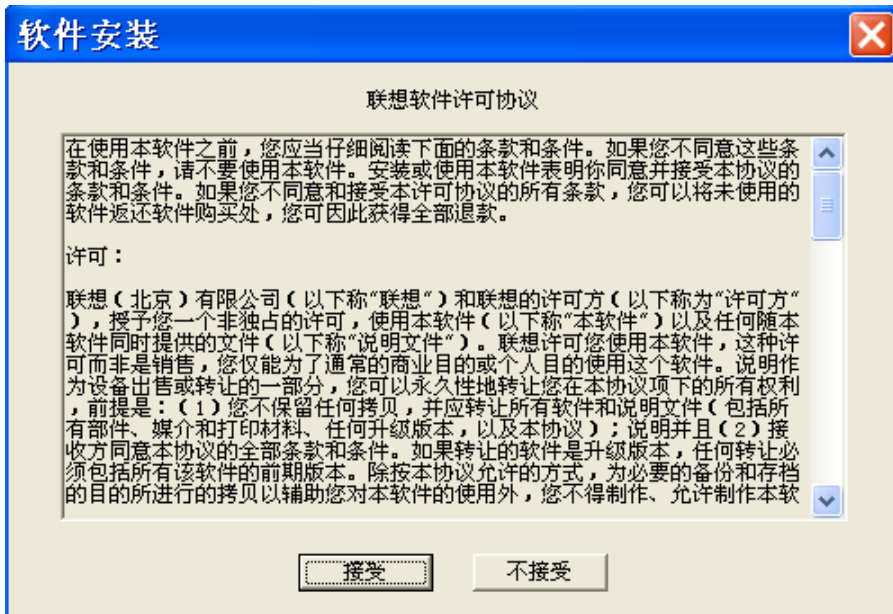 软件安装
联想软件许可协议
在使用本软件之前，您应当仔细阅读下面的条款和条件。如果您不同意这些条
款和条件，请不要使用本软件。安装或使用本软件表明你同意并接受本协议的
条款和条件。如果您不同意和接受本许可协议的所有条款，您可以将未使用的
软件返还软件购买处，您可因此获得全部退款。
许可：
联想（北京）有限公司（以下称“联想“）和联想的许可方（以下称为“许可方“
），授予您一个非独占的许可，使用本软件（以下称“本软件“）以及任何随本
软件同时提供的文件（以下称“说明文件“）。联想许可您使用本软件，这种许
可而非是销售，您仅能为了通常的商业目的或个人目的使用这个软件。说明作
为设备出售或转让的一部分，您可以永久性地转让您在本协议项下的所有权利
，前提是：（1）您不保留任何拷贝，并应转让所有软件和说明文件（包括所
有部件、媒介和打印材料、任何升级版本，以及本协议）；说明并且（2）接
收方同意本协议的全部条款和条件。如果转让的软件是升级版本，任何转让必
须包括所有该软件的前期版本。除按本协议允许的方式，为必要的备份和存档
的目的所进行的拷贝以辅助您对本软件的使用外，您不得制作、允许制作本软
接受
不接受